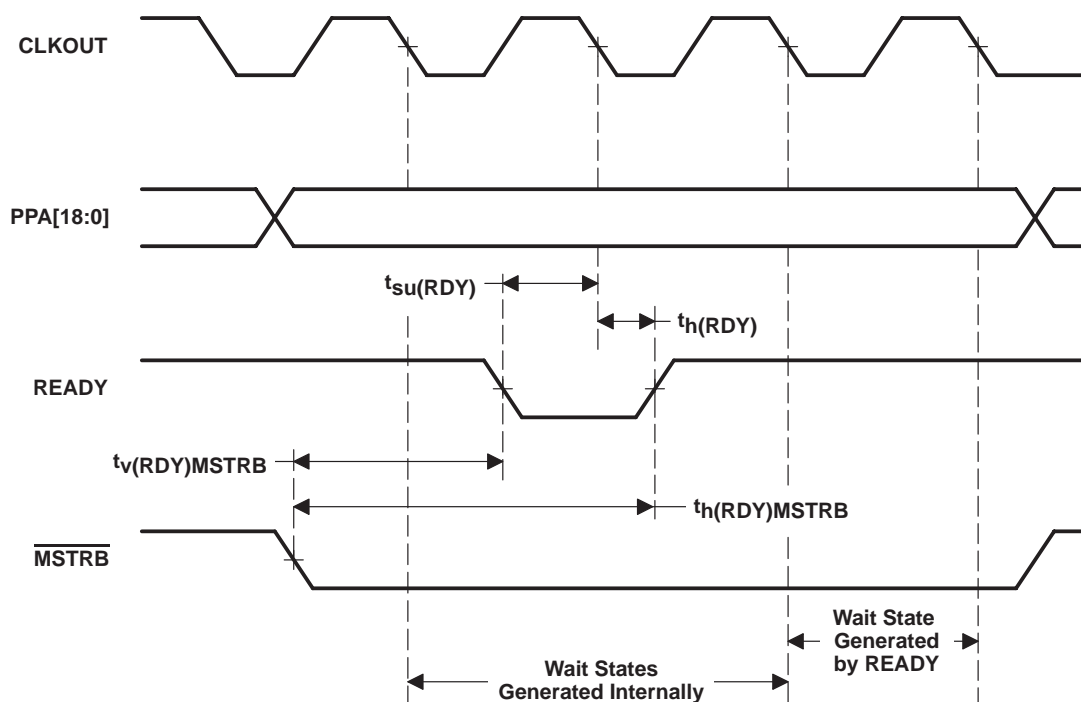 CLKOUT
PPA[18:0]
tsu(RDY)
th(RDY)
READY
tv(RDY)MSTRB
th(RDY)MSTRB
MSTRB
Wait State
Generated
by READY
Wait States
Generated Internally